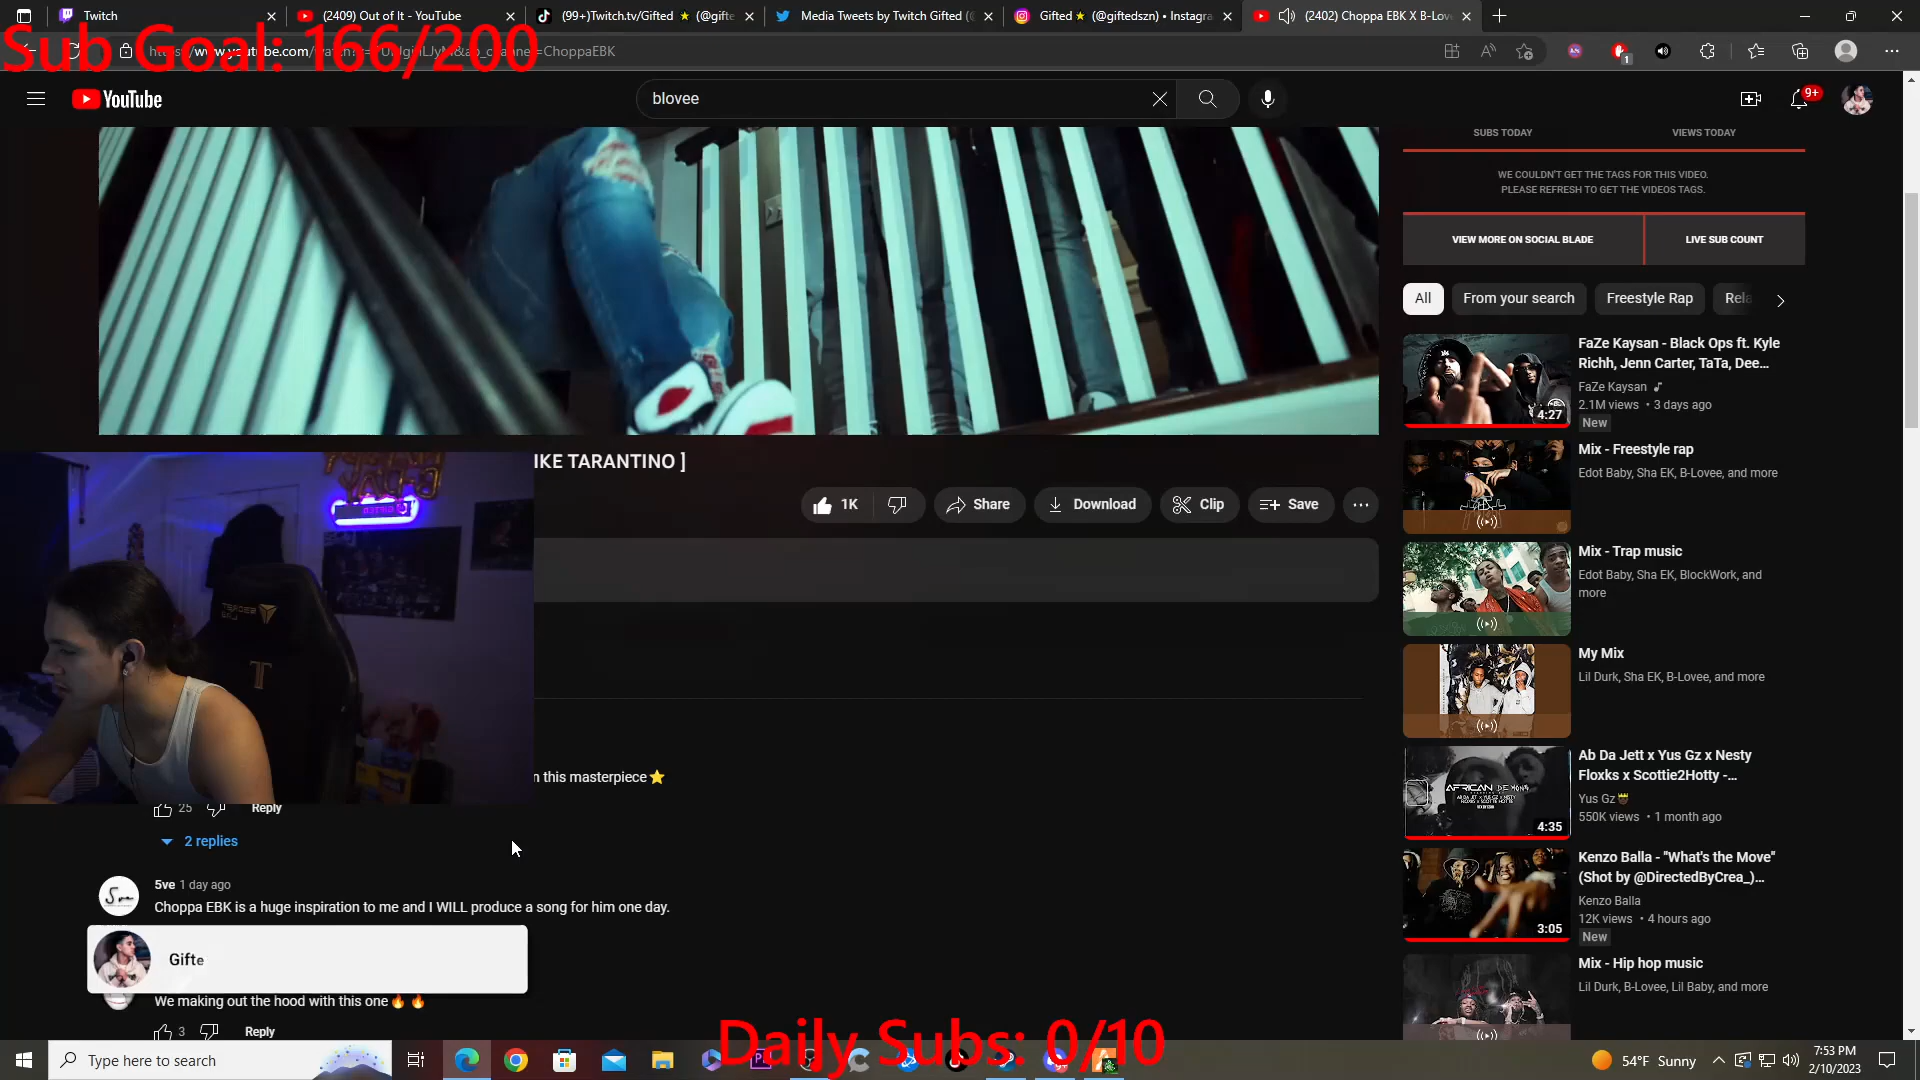 Twitch
(2409) Out of It - YouTube
(99+)Twitch.tv/Gifted ⭐ (@gifte
Media Tweets by Twitch Gifted (
Gifted ⭐ (@giftedszn) • Instagra
(2402) Choppa EBK X B-Lov
Sub Goal: 166/200
www.youtube.com
=ChoppaEBK
1
YouTube
blovee
9+
SUBS TODAY
VIEWS TODAY
WE COULDN'T GET THE TAGS FOR THIS VIDEO.
PLEASE REFRESH TO GET THE VIDEOS TAGS.
VIEW MORE ON SOCIAL BLADE
LIVE SUB COUNT
All
From your search
Freestyle Rap
Rela
FaZe Kaysan - Black Ops ft. Kyle
Richh, Jenn Carter, TaTa, Dee...
FaZe Kaysan
2.1M views • 3 days ago
4:27
New
Mix - Freestyle rap
Edot Baby, Sha EK, B-Lovee, and more
IKE TARANTINO ]
1K
Share
Download
Clip
Save
Mix - Trap music
Edot Baby, Sha EK, BlockWork, and
more
My Mix
Lil Durk, Sha EK, B-Lovee, and more
Ab Da Jett x Yus Gz x Nesty
Floxks x Scottie2Hotty -...
Yus Gz
550K views • 1 month ago
AFRICAN DEMONS
4:35
n this masterpiece⭐
25
Reply
2 replies
Kenzo Balla - "What's the Move"
(Shot by @DirectedByCrea_)...
Kenzo Balla
12K views • 4 hours ago
3:05
New
5ve 1 day ago
Choppa EBK is a huge inspiration to me and I WILL produce a song for him one day.
Gifte
We making out the hood with this one🔥🔥
3
Reply
Mix - Hip hop music
Lil Durk, B-Lovee, Lil Baby, and more
Daily Subs: 0/10
Type here to search
54°F Sunny
7:53 PM
2/10/2023